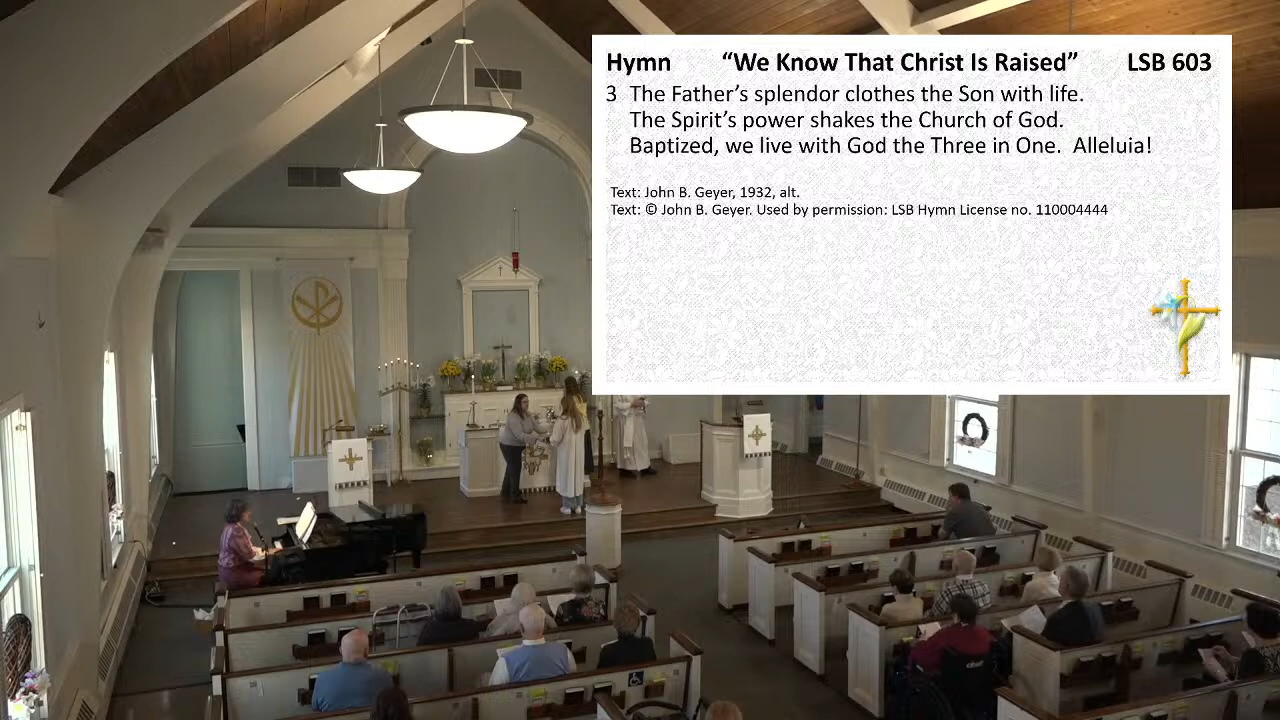 Hymn “We Know That Christ Is Raised” LSB 603
3 The Father’s splendor clothes the Son with life.
The Spirit’s power shakes the Church of God.
Baptized, we live with God the Three in One. Alleluia!
Text: John B. Geyer, 1932, alt.
Text: © John B. Geyer. Used by permission: LSB Hymn License no. 110004444